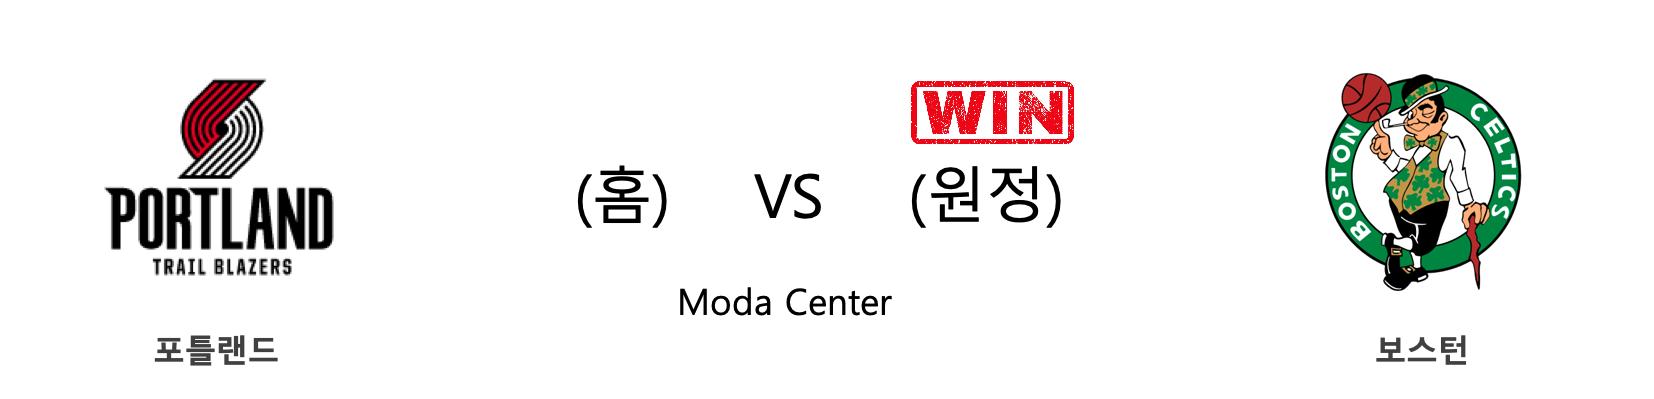 WIN
PORTLAND
TRAIL BLAZERS
(홈) VS (원정)
BOSTON CELTICS
Moda Center
포틀랜드
보스턴